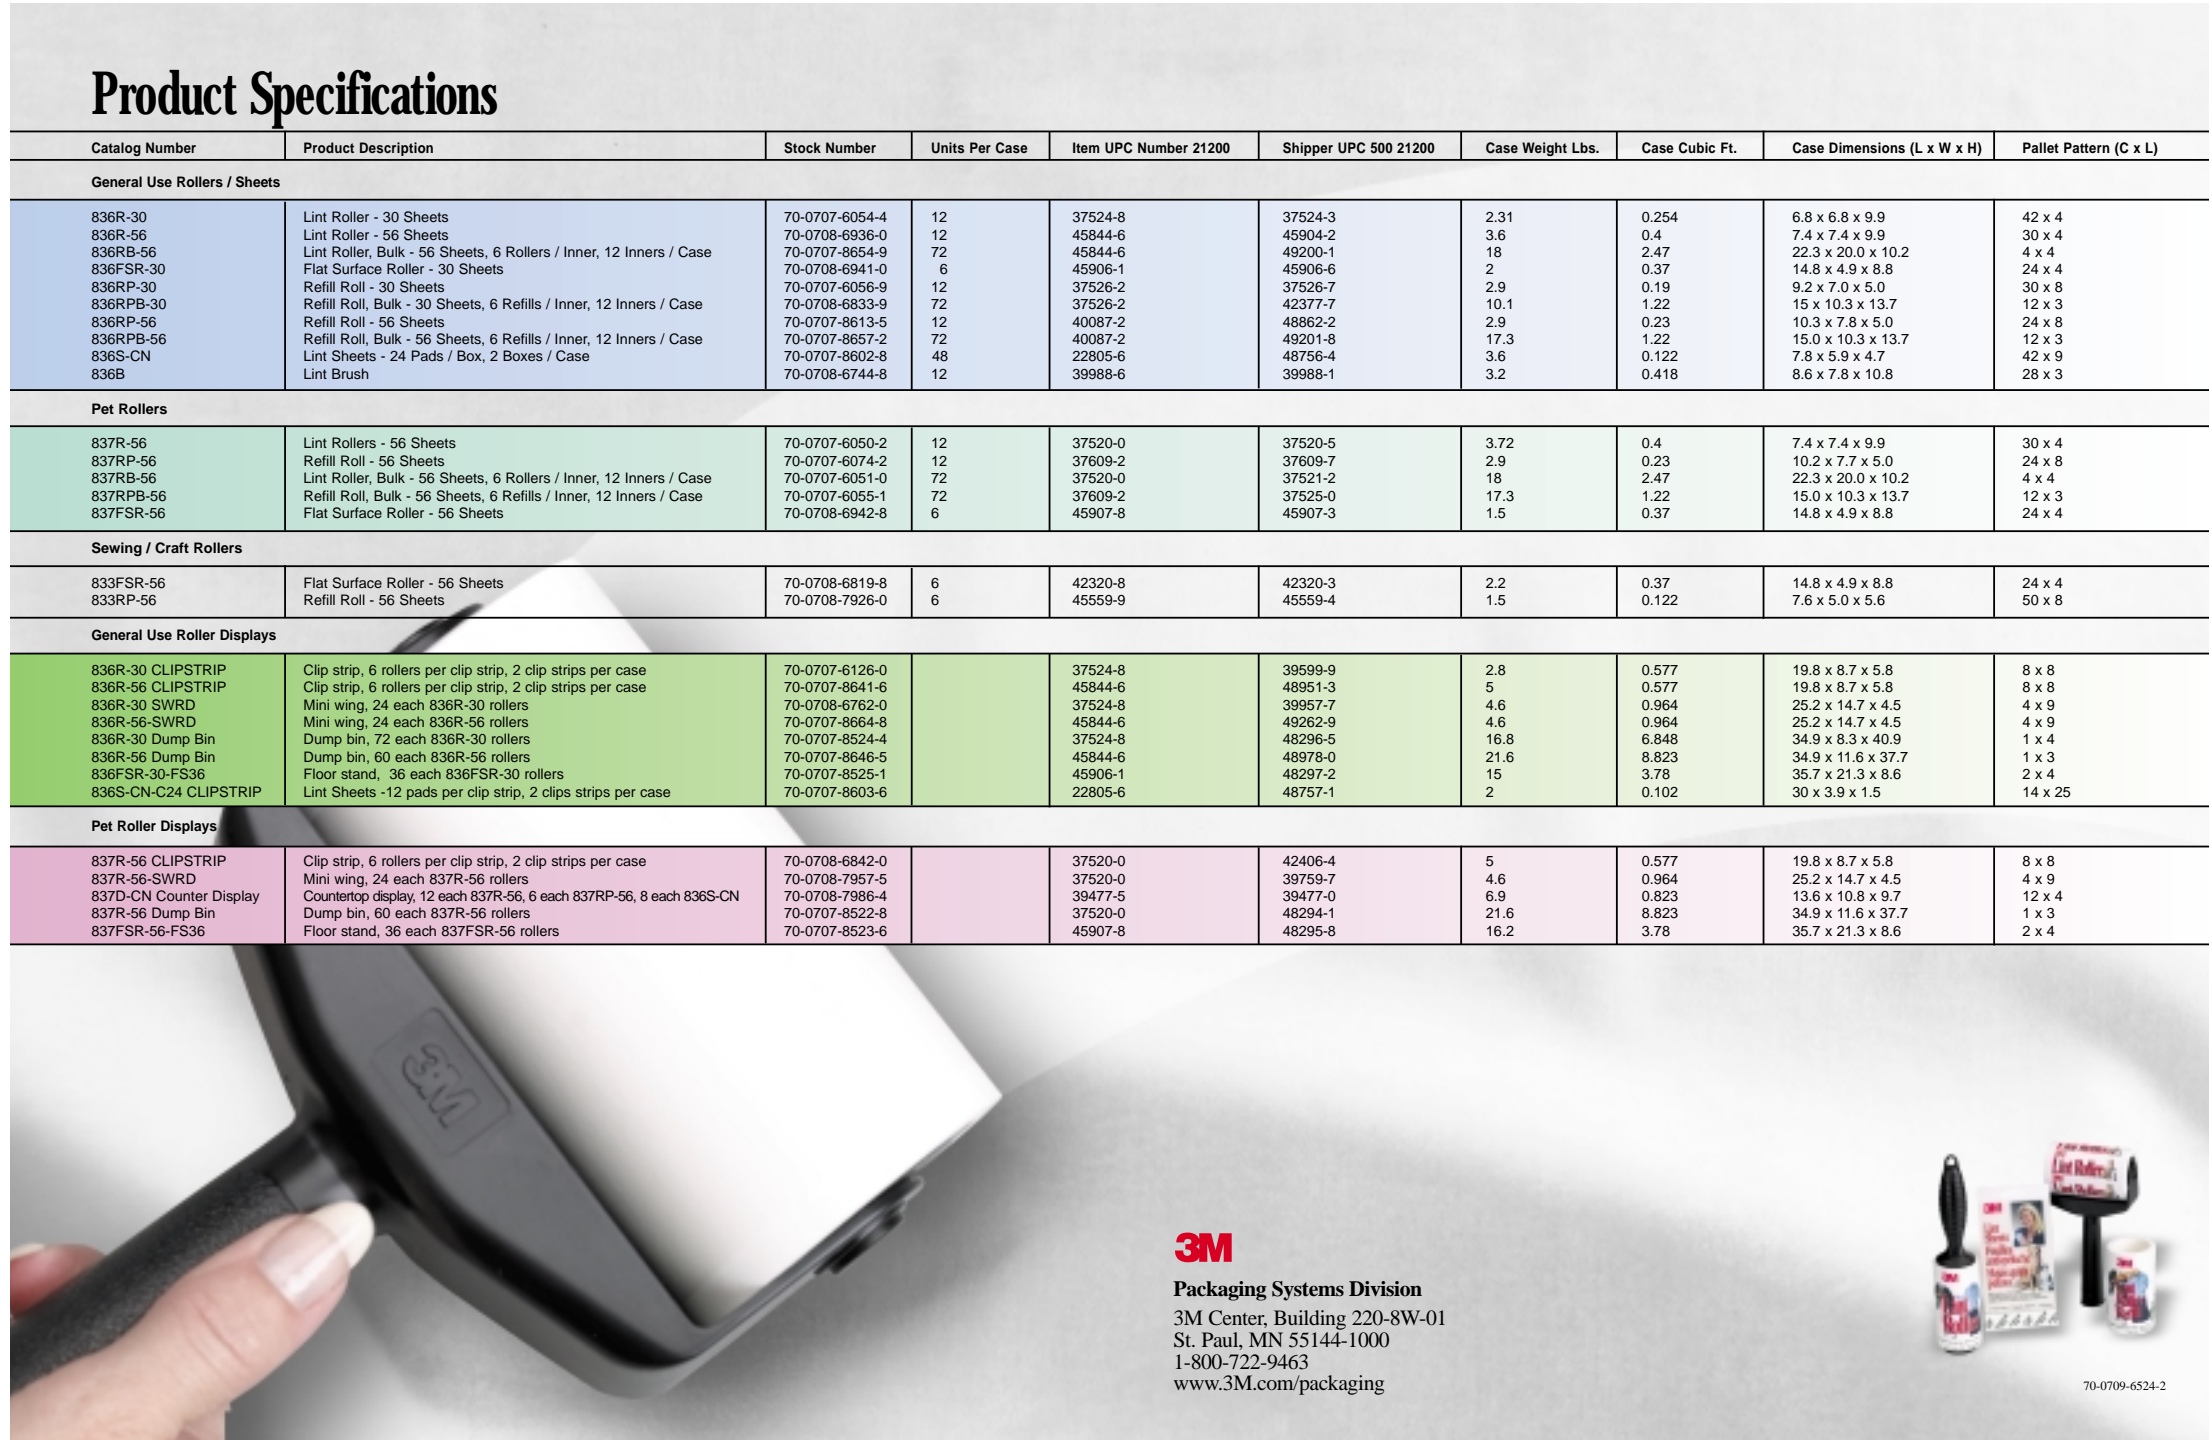 Product Specifications
Catalog Number Product Description Stock Number Units Per Case Item UPC Number 21200 Shipper UPC 500 21200 Case Weight Lbs. Case Cubic Ft. Case Dimensions (L x W x H) Pallet Pattern (C x L)
General Use Rollers / Sheets
836R-30 Lint Roller - 30 Sheets 70-0707-6054-4 12 37524-8 37524-3 2.31 0.254 6.8 x 6.8 x 9.9 42 x 4
836R-56 Lint Roller - 56 Sheets 70-0708-6936-0 12 45844-6 45904-2 3.6 0.4 7.4 x 7.4 x 9.9 30 x 4
836RB-56 Lint Roller, Bulk - 56 Sheets, 6 Rollers / Inner, 12 Inners / Case 70-0707-8654-9 72 45844-6 49200-1 18 2.47 22.3 x 20.0 x 10.2 4 x 4
836FSR-30 Flat Surface Roller - 30 Sheets 70-0708-6941-0 6 45906-1 45906-6 2 0.37 14.8 x 4.9 x 8.8 24 x 4
836RP-30 Refill Roll - 30 Sheets 70-0707-6056-9 12 37526-2 37526-7 2.9 0.19 9.2 x 7.0 x 5.0 30 x 8
836RPB-30 Refill Roll, Bulk - 30 Sheets, 6 Refills / Inner, 12 Inners / Case 70-0708-6833-9 72 37526-2 42377-7 10.1 1.22 15 x 10.3 x 13.7 12 x 3
836RP-56 Refill Roll - 56 Sheets 70-0707-8613-5 12 40087-2 48862-2 2.9 0.23 10.3 x 7.8 x 5.0 24 x 8
836RPB-56 Refill Roll, Bulk - 56 Sheets, 6 Refills / Inner, 12 Inners / Case 70-0707-8657-2 72 40087-2 49201-8 17.3 1.22 15.0 x 10.3 x 13.7 12 x 3
836S-CN Lint Sheets - 24 Pads / Box, 2 Boxes / Case 70-0707-8602-8 48 22805-6 48756-4 3.6 0.122 7.8 x 5.9 x 4.7 42 x 9
836B Lint Brush 70-0708-6744-8 12 39988-6 39988-1 3.2 0.418 8.6 x 7.8 x 10.8 28 x 3
Pet Rollers
837R-56 Lint Rollers - 56 Sheets 70-0707-6050-2 12 37520-0 37520-5 3.72 0.4 7.4 x 7.4 x 9.9 30 x 4
837RP-56 Refill Roll - 56 Sheets 70-0707-6074-2 12 37609-2 37609-7 2.9 0.23 10.2 x 7.7 x 5.0 24 x 8
837RB-56 Lint Roller, Bulk - 56 Sheets, 6 Rollers / Inner, 12 Inners / Case 70-0707-6051-0 72 37520-0 37521-2 18 2.47 22.3 x 20.0 x 10.2 4 x 4
837RPB-56 Refill Roll, Bulk - 56 Sheets, 6 Refills / Inner, 12 Inners / Case 70-0707-6055-1 72 37609-2 37525-0 17.3 1.22 15.0 x 10.3 x 13.7 12 x 3
837FSR-56 Flat Surface Roller - 56 Sheets 70-0708-6942-8 6 45907-8 45907-3 1.5 0.37 14.8 x 4.9 x 8.8 24 x 4
Sewing / Craft Rollers
833FSR-56 Flat Surface Roller - 56 Sheets 70-0708-6819-8 6 42320-8 42320-3 2.2 0.37 14.8 x 4.9 x 8.8 24 x 4
833RP-56 Refill Roll - 56 Sheets 70-0708-7926-0 6 45559-9 45559-4 1.5 0.122 7.6 x 5.0 x 5.6 50 x 8
General Use Roller Displays
836R-30 CLIPSTRIP Clip strip, 6 rollers per clip strip, 2 clip strips per case 70-0707-6126-0 37524-8 39599-9 2.8 0.577 19.8 x 8.7 x 5.8 8 x 8
836R-56 CLIPSTRIP Clip strip, 6 rollers per clip strip, 2 clip strips per case 70-0707-8641-6 45844-6 48951-3 5 0.577 19.8 x 8.7 x 5.8 8 x 8
836R-30 SWRD Mini wing, 24 each 836R-30 rollers 70-0708-6762-0 37524-8 39957-7 4.6 0.964 25.2 x 14.7 x 4.5 4 x 9
836R-56-SWRD Mini wing, 24 each 836R-56 rollers 70-0707-8664-8 45844-6 49262-9 4.6 0.964 25.2 x 14.7 x 4.5 4 x 9
836R-30 Dump Bin Dump bin, 72 each 836R-30 rollers 70-0707-8524-4 37524-8 48296-5 16.8 6.848 34.9 x 8.3 x 40.9 1 x 4
836R-56 Dump Bin Dump bin, 60 each 836R-56 rollers 70-0707-8646-5 45844-6 48978-0 21.6 8.823 34.9 x 11.6 x 37.7 1 x 3
836FSR-30-FS36 Floor stand, 36 each 836FSR-30 rollers 70-0707-8525-1 45906-1 48297-2 15 3.78 35.7 x 21.3 x 8.6 2 x 4
836S-CN-C24 CLIPSTRIP Lint Sheets -12 pads per clip strip, 2 clips strips per case 70-0707-8603-6 22805-6 48757-1 2 0.102 30 x 3.9 x 1.5 14 x 25
Pet Roller Displays
837R-56 CLIPSTRIP Clip strip, 6 rollers per clip strip, 2 clip strips per case 70-0708-6842-0 37520-0 42406-4 5 0.577 19.8 x 8.7 x 5.8 8 x 8
837R-56-SWRD Mini wing, 24 each 837R-56 rollers 70-0708-7957-5 37520-0 39759-7 4.6 0.964 25.2 x 14.7 x 4.5 4 x 9
837D-CN Counter Display Countertop display, 12 each 837R-56, 6 each 837RP-56, 8 each 836S-CN 70-0708-7986-4 39477-5 39477-0 6.9 0.823 13.6 x 10.8 x 9.7 12 x 4
837R-56 Dump Bin Dump bin, 60 each 837R-56 rollers 70-0707-8522-8 37520-0 48294-1 21.6 8.823 34.9 x 11.6 x 37.7 1 x 3
837FSR-56-FS36 Floor stand, 36 each 837FSR-56 rollers 70-0707-8523-6 45907-8 48295-8 16.2 3.78 35.7 x 21.3 x 8.6 2 x 4
3M
3M
Packaging Systems Division
3M Center, Building 220-8W-01
St. Paul, MN 55144-1000
1-800-722-9463
www.3M.com/packaging
Lint Roller
3M
Lint
Sheets
3M
3M
70-0709-6524-2